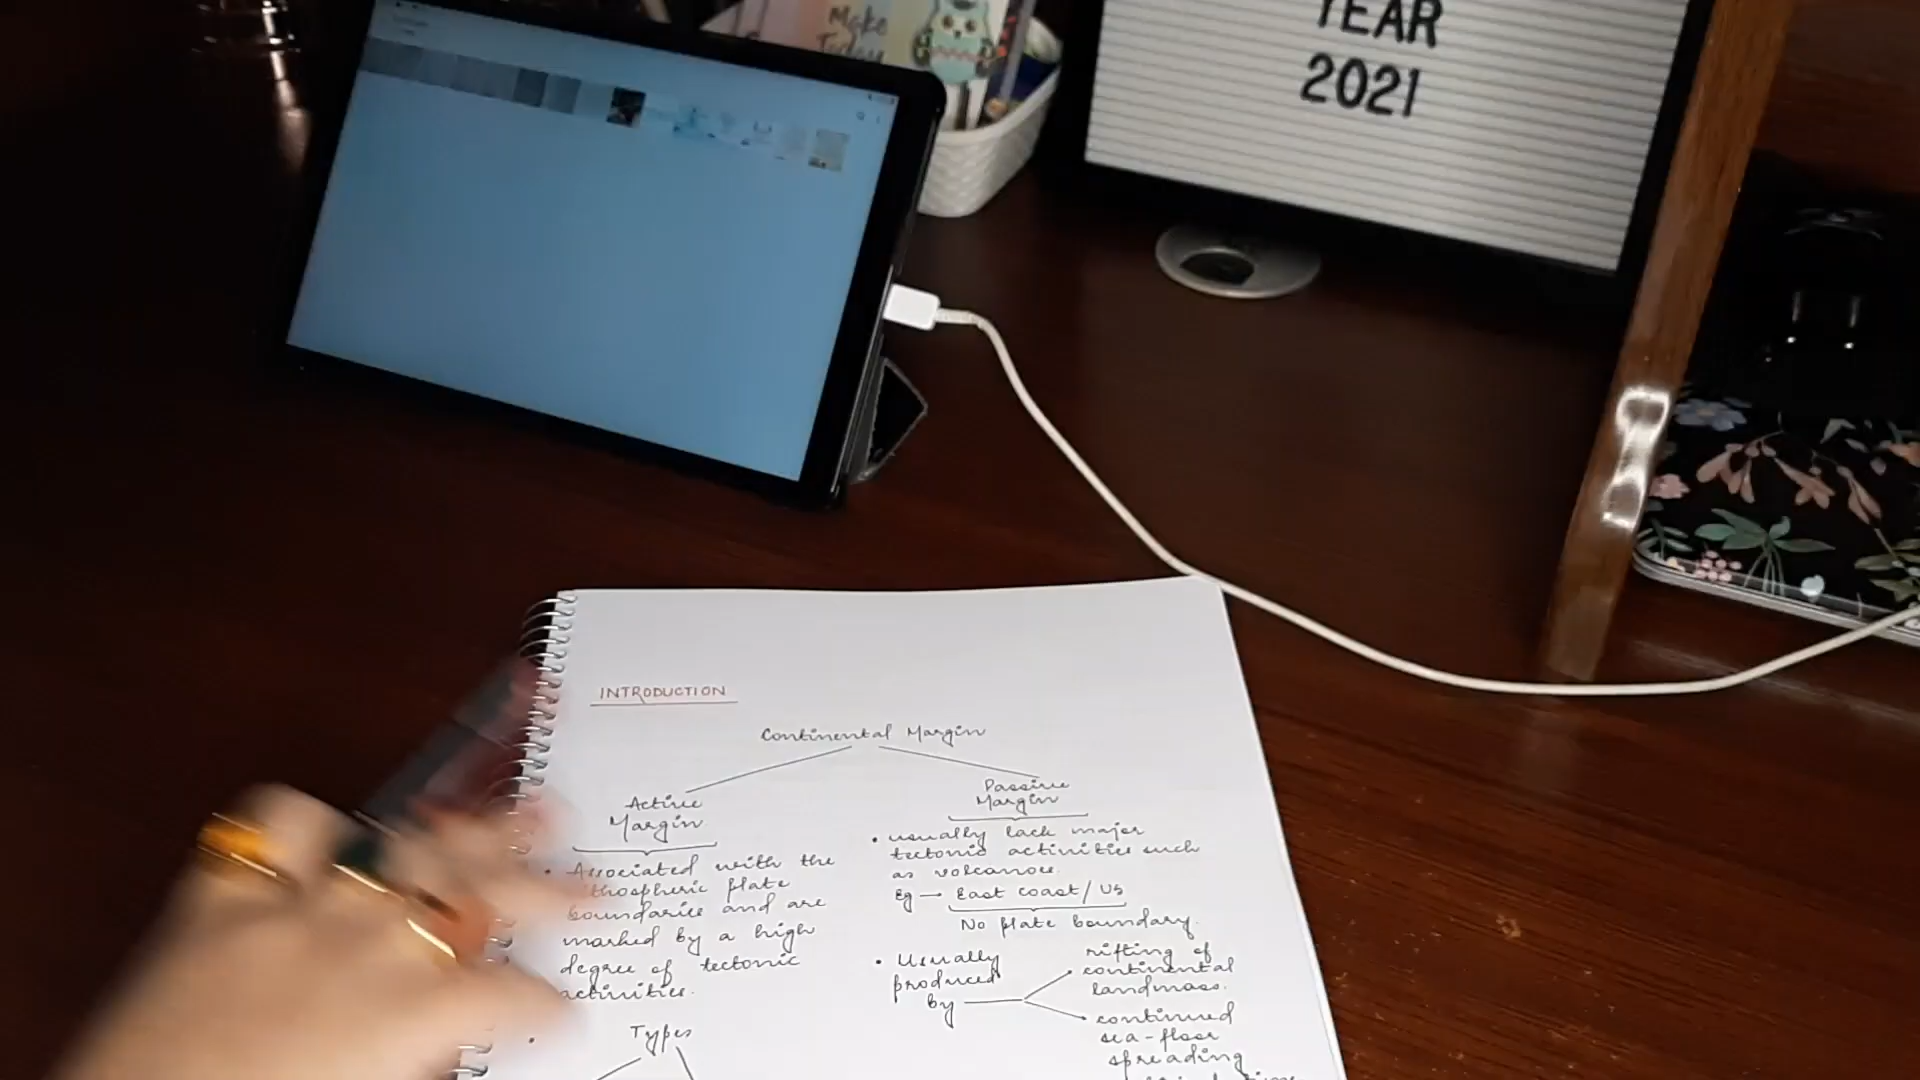 Make
Today
YEAR
2021
INTRODUCTION
Continental Margin
Active
Margin
• Associated with the
lithospheric plate
boundaries and are
marked by a high
degree of tectonic
activities.
• Types
Passive
Margin
• usually lack major
tectonic activities such
as volcanoes.
Eg → East coast / US
No plate boundary.
• Usually
produced
by
rifting of
continental
landmass.
continued
sea-floor
spreading